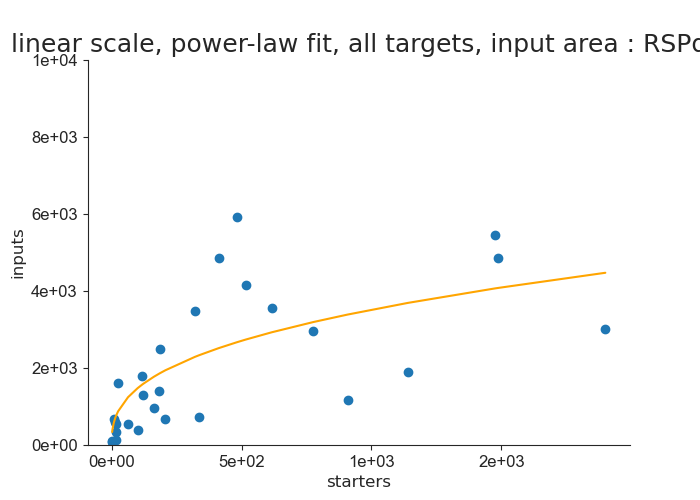 linear scale, power-law fit, all targets, input area : RSPd
1e+04
8e+03
6e+03
4e+03
2e+03
0e+00
inputs
0e+00 5e+02 1e+03 2e+03
starters